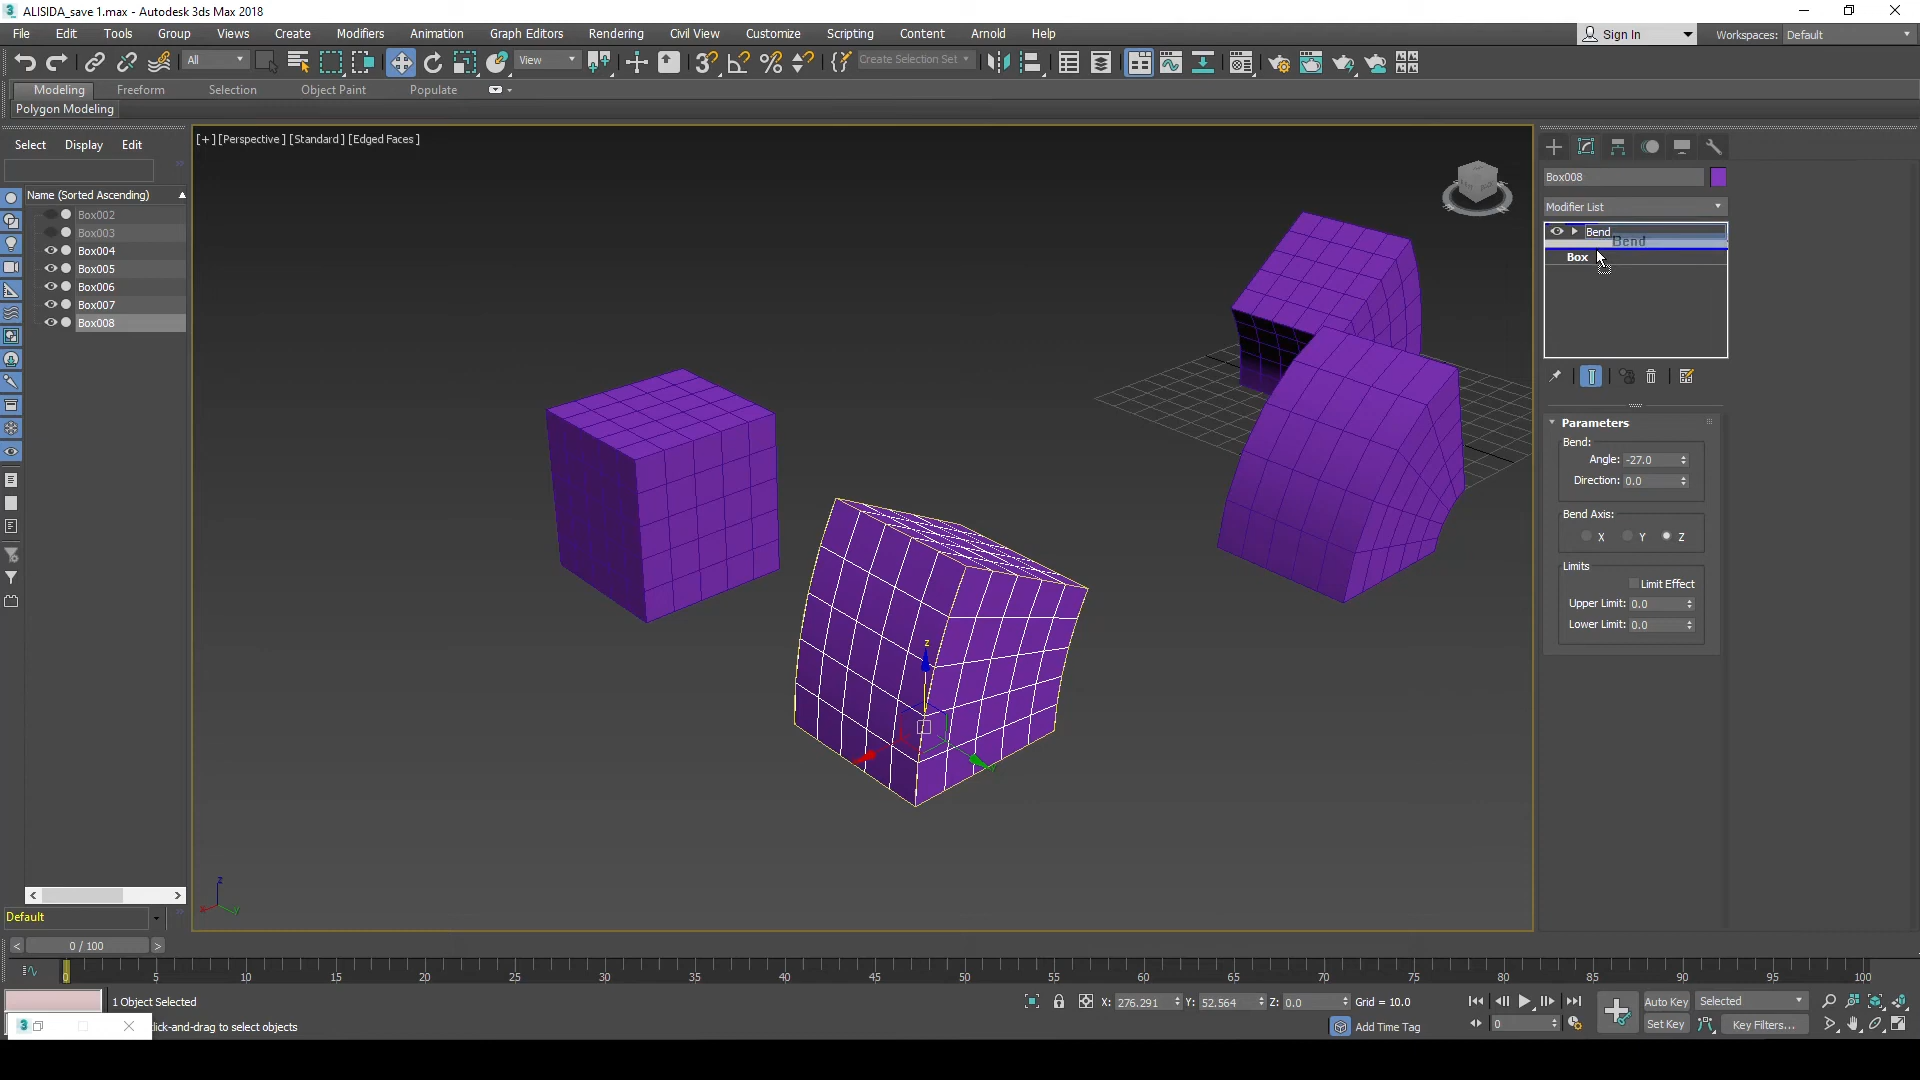 ALISIDA_save 1.max - Autodesk 3ds Max 2018
File Edit Tools Group Views Create Modifiers Animation Graph Editors Rendering Civil View Customize Scripting Content Arnold Help
Sign In Workspaces: Default
All View Create Selection Set
Modeling Freeform Selection Object Paint Populate
Polygon Modeling
Select Display Edit
Name (Sorted Ascending)
Box002
Box003
Box004
Box005
Box006
Box007
Box008
[+] [Perspective] [Standard] [Edged Faces]
z
Box008
Modifier List
Bend
Bend
Box
Parameters
Bend:
Angle: -27.0
Direction: 0.0
Bend Axis:
X Y Z
Limits
Limit Effect
Upper Limit: 0.0
Lower Limit: 0.0
z
x y
Default
< 0 / 100 >
0 5 10 15 20 25 30 35 40 45 50 55 60 65 70 75 80 85 90 95 100
1 Object Selected
X: 276.291 Y: 52.564 Z: 0.0 Grid = 10.0
Auto Key Selected
lick-and-drag to select objects
Add Time Tag
0
Set Key Key Filters...